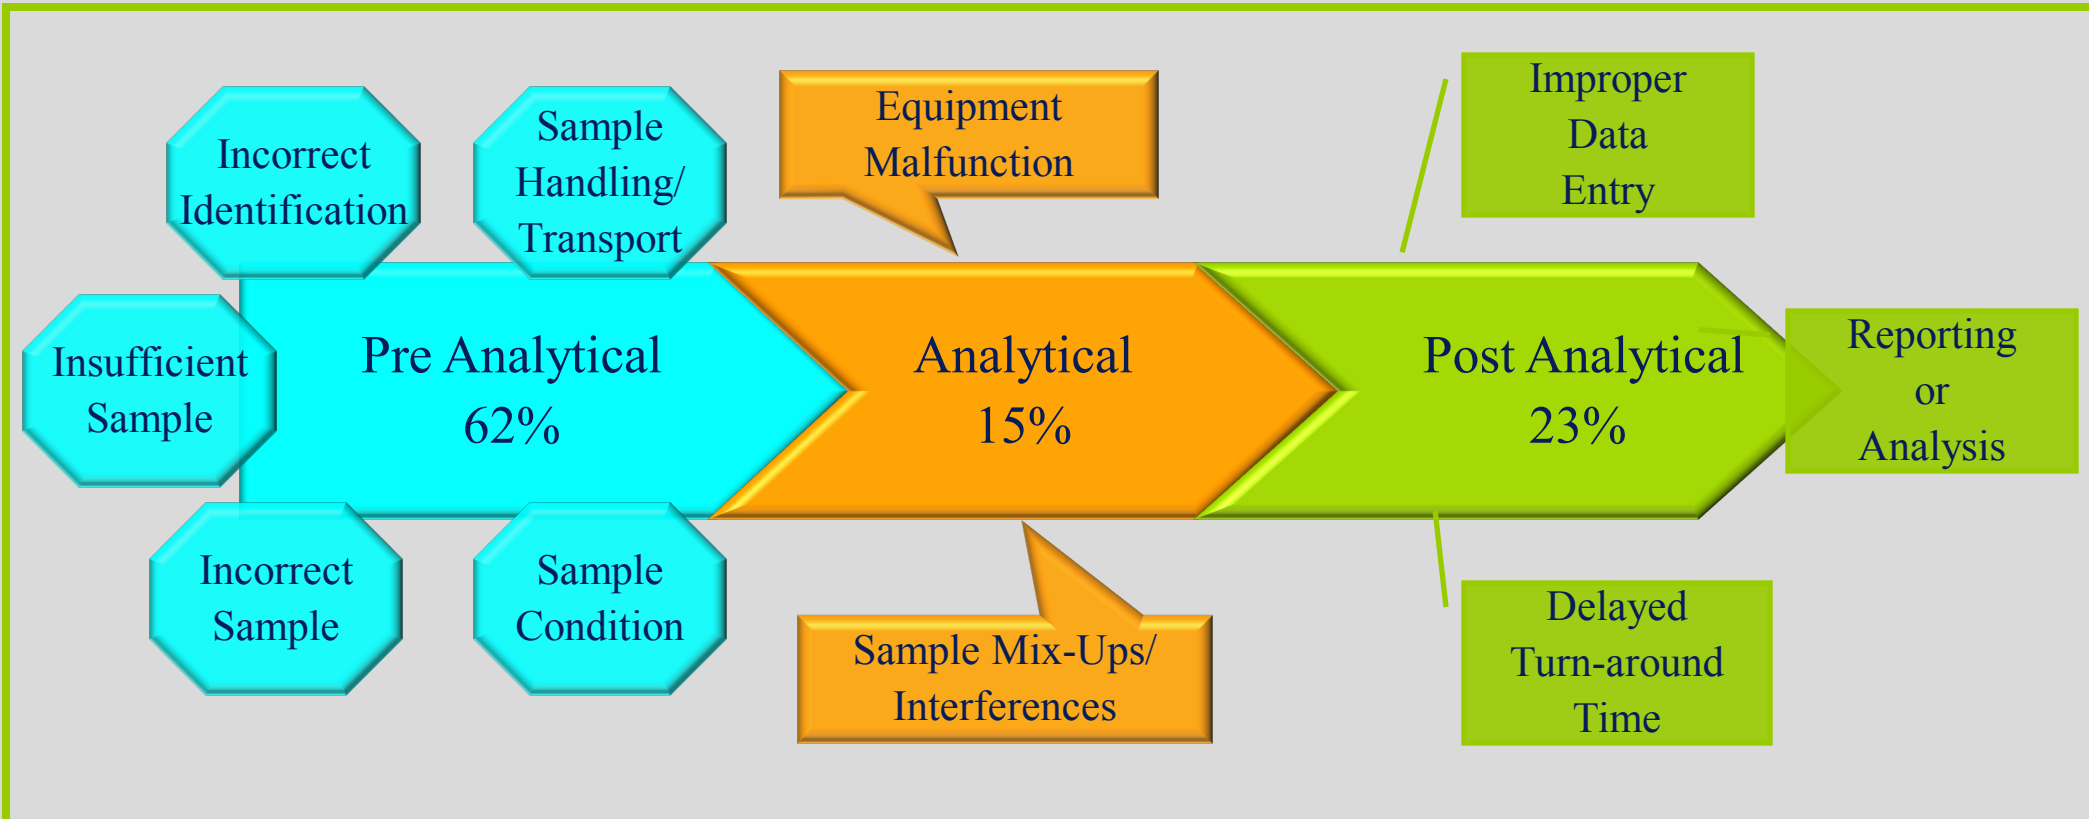 Incorrect
Identification
Sample
Handling/
Transport
Equipment
Malfunction
Improper
Data
Entry
Insufficient
Sample
Pre Analytical
62%
Analytical
15%
Post Analytical
23%
Reporting
or
Analysis
Incorrect
Sample
Sample
Condition
Sample Mix-Ups/
Interferences
Delayed
Turn-around
Time